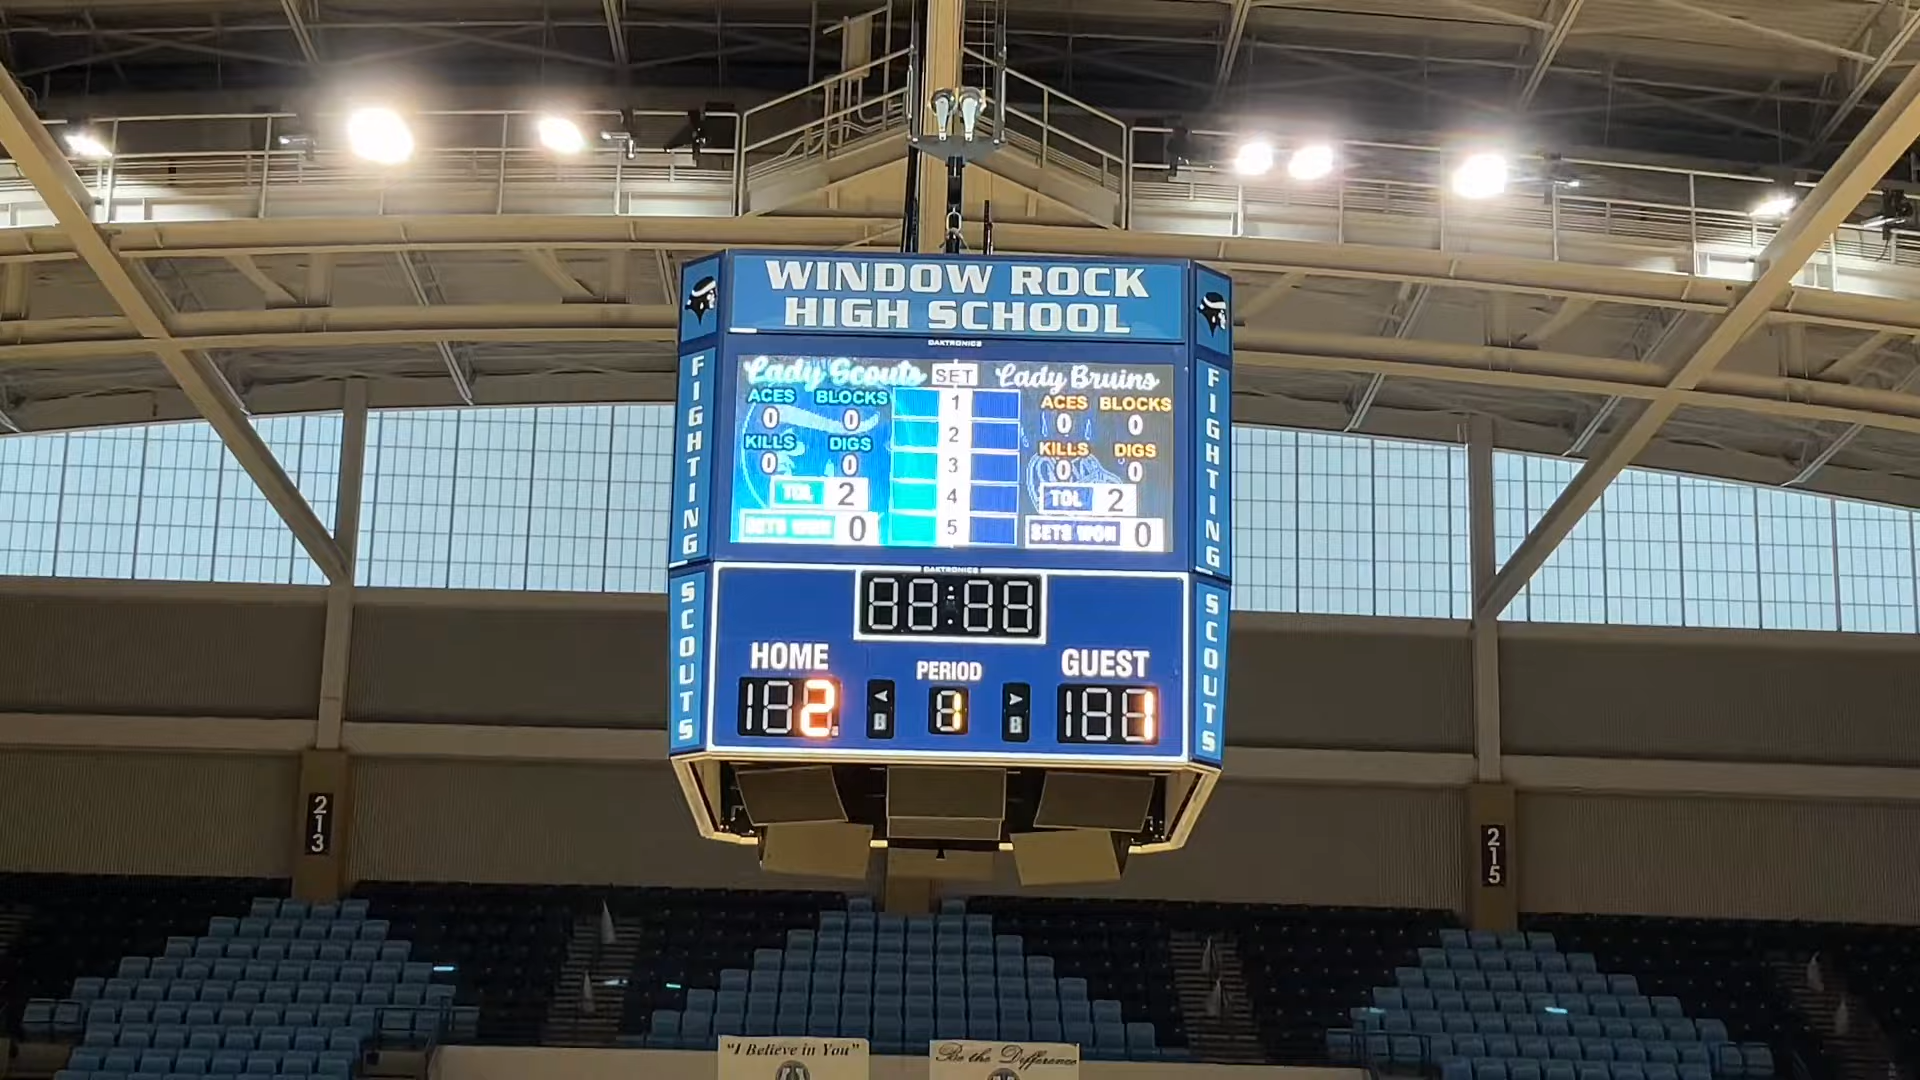 WINDOW ROCK
HIGH SCHOOL
DAKTRONICS
FIGHTING
SCOUTS
FIGHTING
SCOUTS
Lady Scouts SET Lady Bruins
ACES BLOCKS 1 ACES BLOCKS
0 0 2 0 0
KILLS DIGS 3 KILLS DIGS
0 0 0 0
TOL 2 4 TOL 2
SETS WON 0 5 SETS WON 0
DAKTRONICS
HOME PERIOD GUEST
2 1 1
B B
213
215
"I Believe in You"
Be the Difference